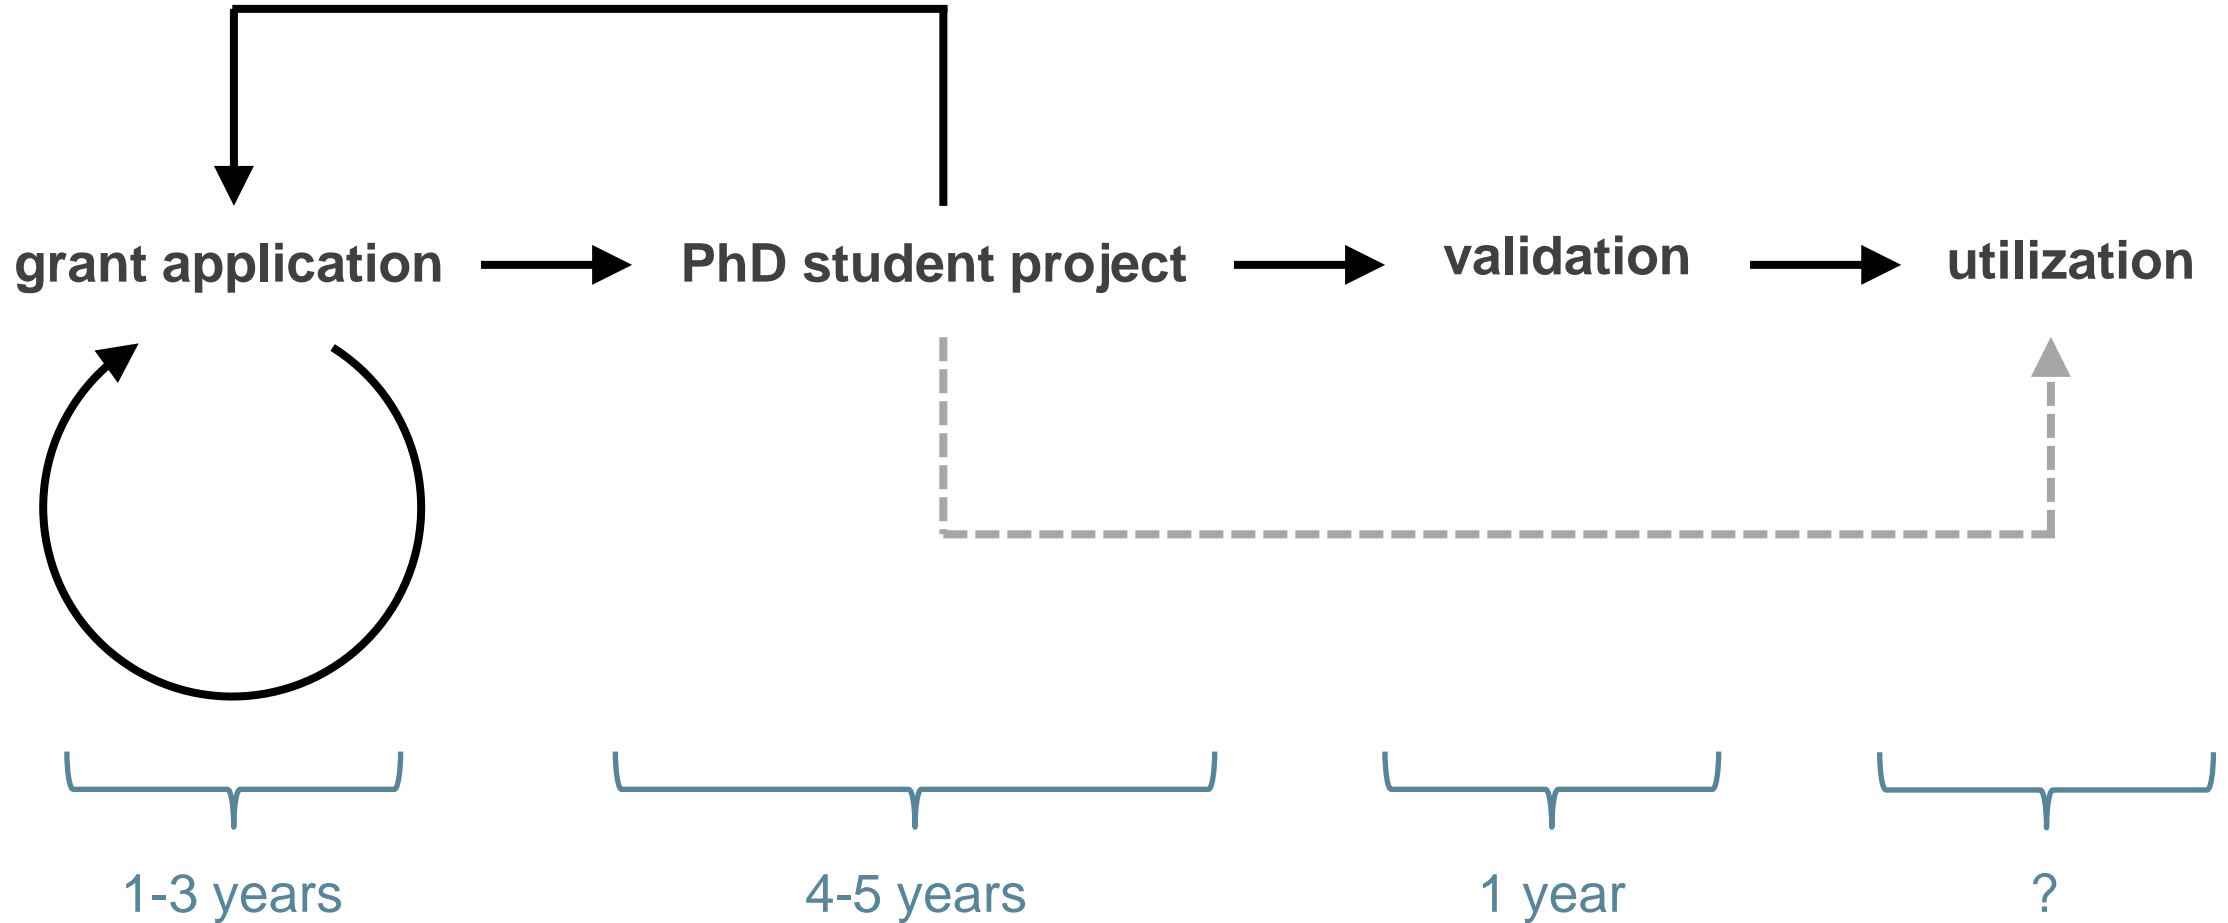 grant application
PhD student project
validation
utilization
1-3 years
4-5 years
1 year
?